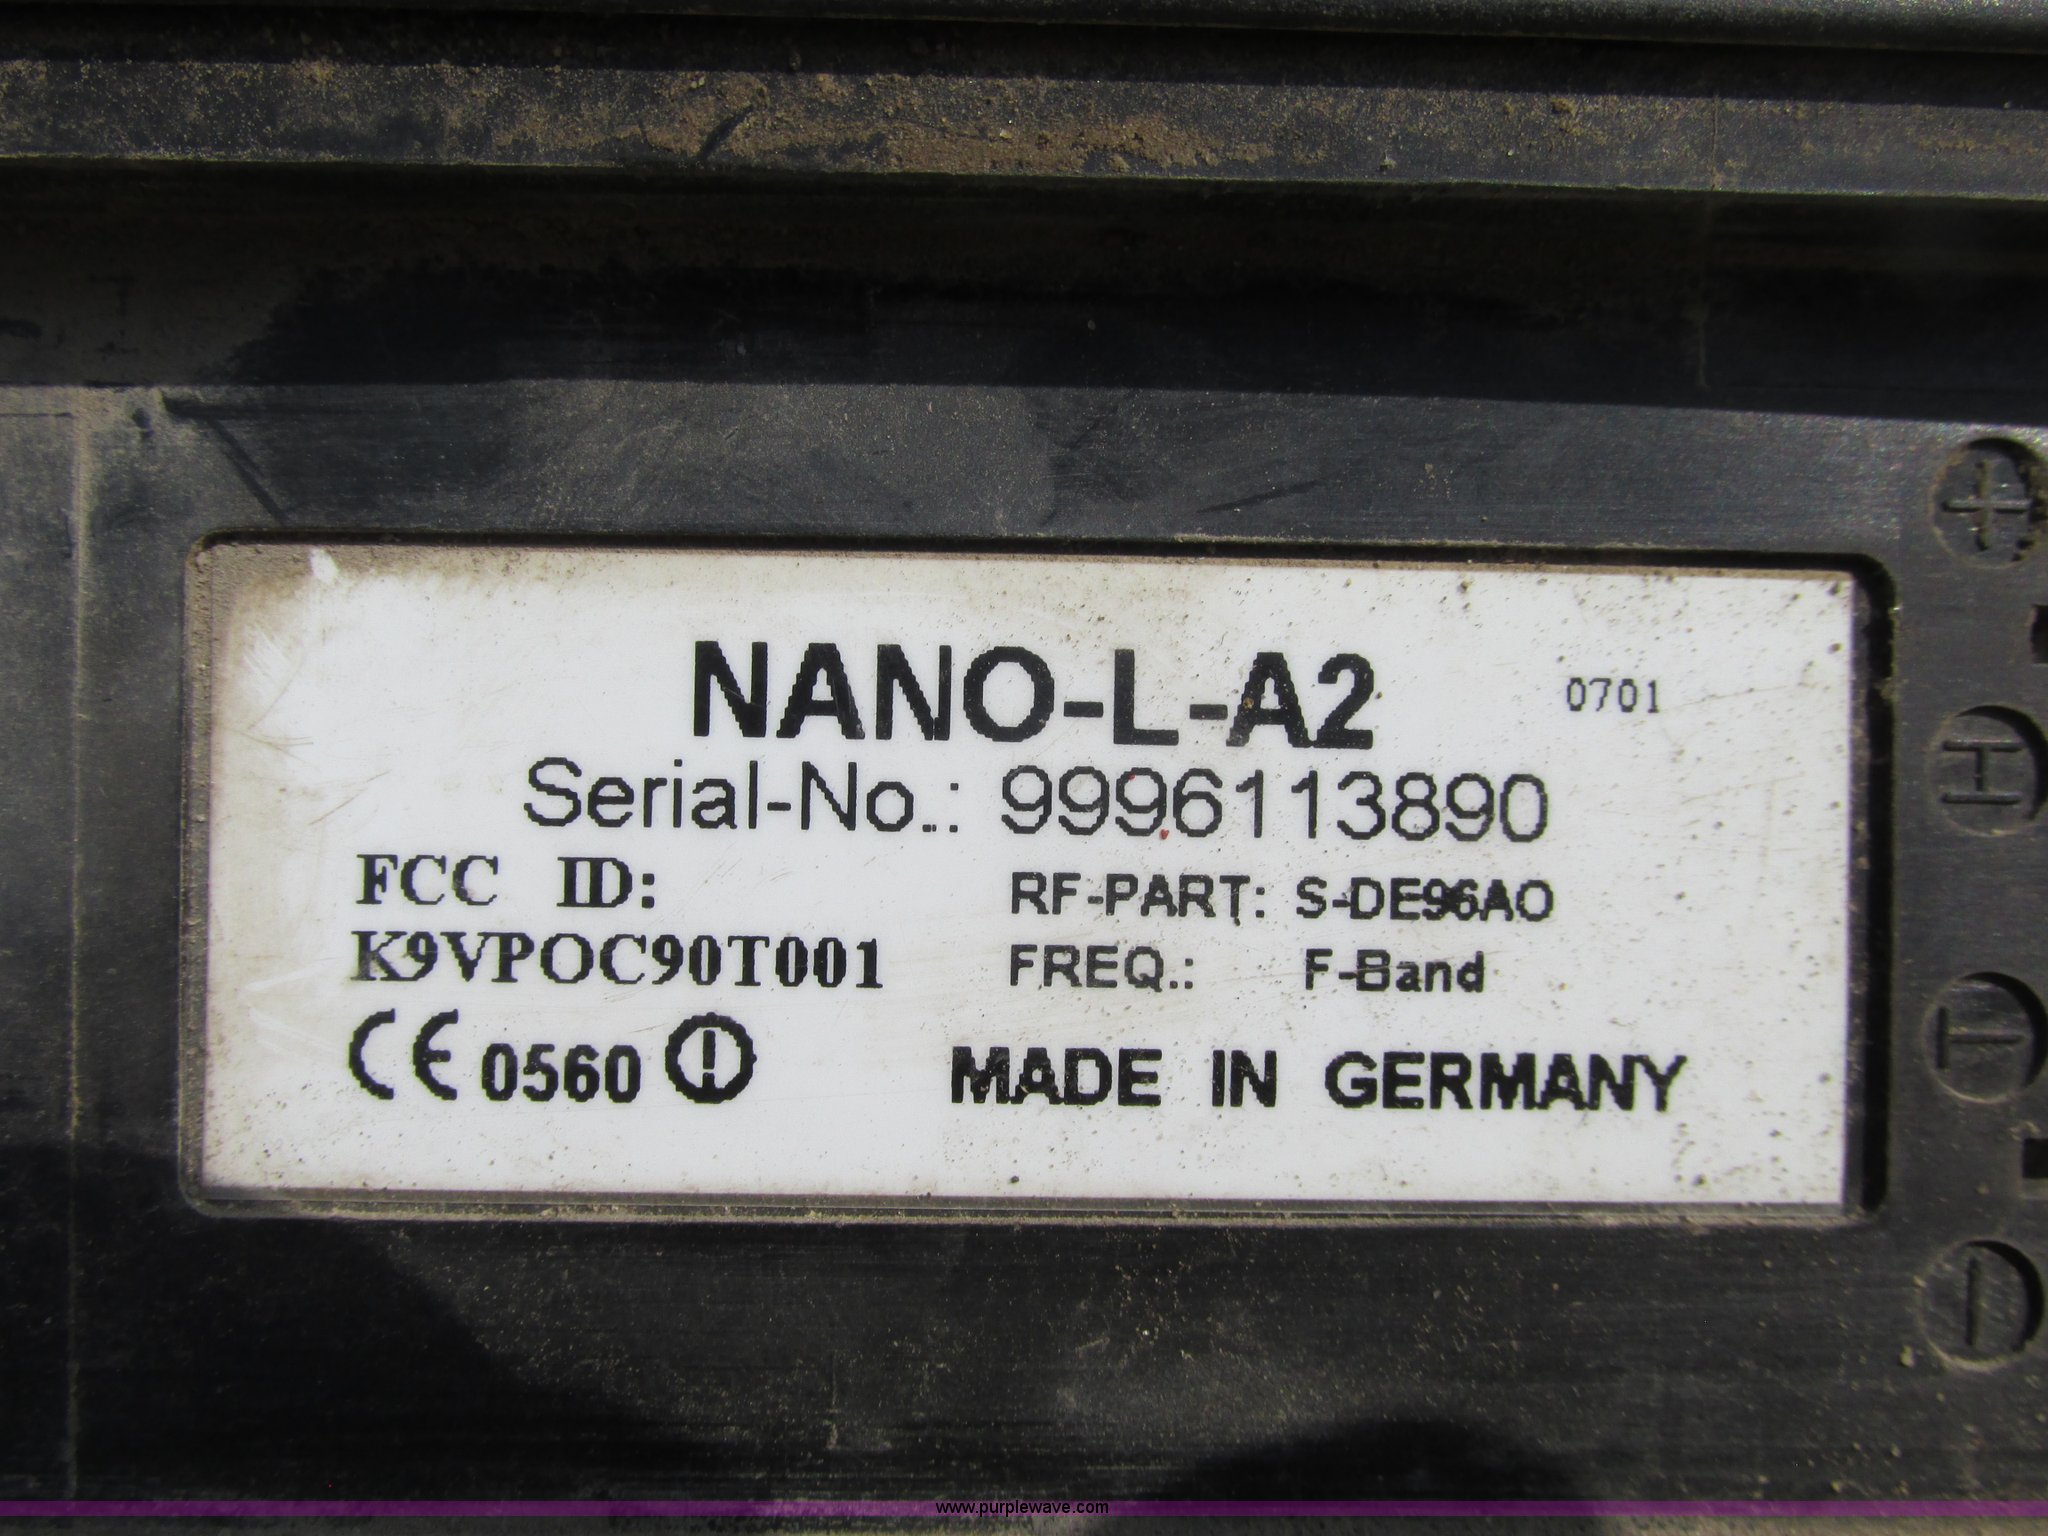 NANO-L-A2
0701
Serial-No.: 9996113890
FCC ID:
RF-PART: S-DE96AO
K9VPOC90T001
FREQ.: F-Band
CE 0560
MADE IN GERMANY
+
H
T
-
www.purplewave.com